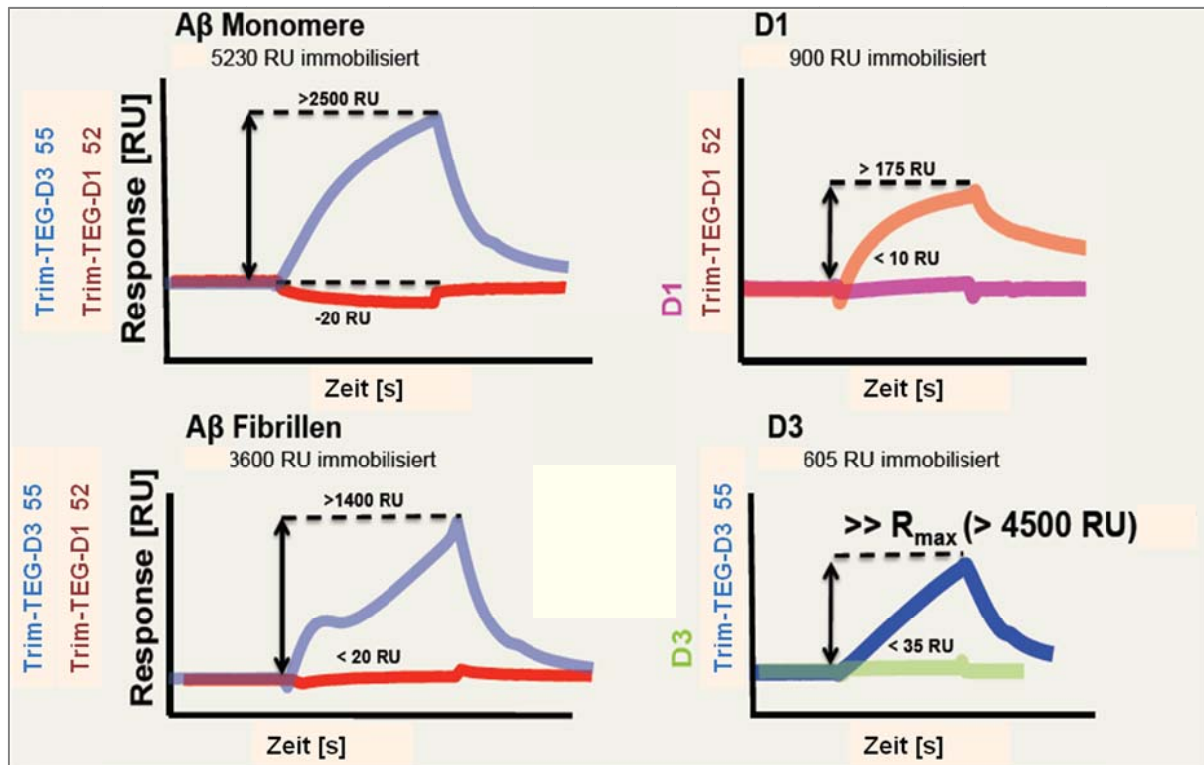 Aβ Monomere
5230 RU immobilisiert
Trim-TEG-D3 55
Trim-TEG-D1 52
Response [RU]
>2500 RU
-20 RU
Zeit [s]
D1
900 RU immobilisiert
D1
Trim-TEG-D1 52
> 175 RU
< 10 RU
Zeit [s]
Aβ Fibrillen
3600 RU immobilisiert
Trim-TEG-D3 55
Trim-TEG-D1 52
Response [RU]
>1400 RU
< 20 RU
Zeit [s]
D3
605 RU immobilisiert
D3
Trim-TEG-D3 55
>> Rmax (> 4500 RU)
< 35 RU
Zeit [s]